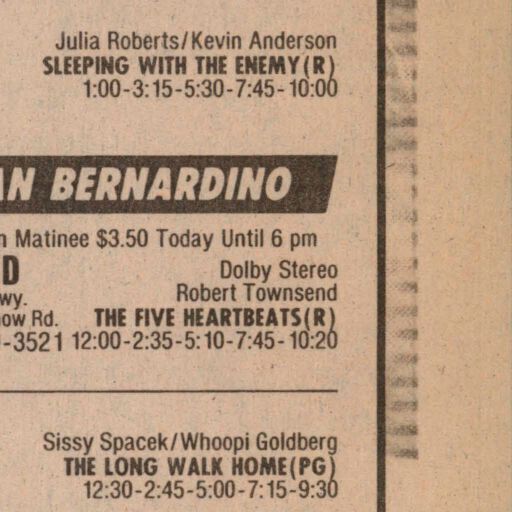 Julia Roberts/Kevin Anderson
SLEEPING WITH THE ENEMY(R)
1:00-3:15-5:30-7:45-10:00
AN BERNARDINO
n Matinee $3.50 Today Until 6 pm
D Dolby Stereo
wy. Robert Townsend
ow Rd. THE FIVE HEARTBEATS(R)
-3521 12:00-2:35-5:10-7:45-10:20
Sissy Spacek/Whoopi Goldberg
THE LONG WALK HOME(PG)
12:30-2:45-5:00-7:15-9:30